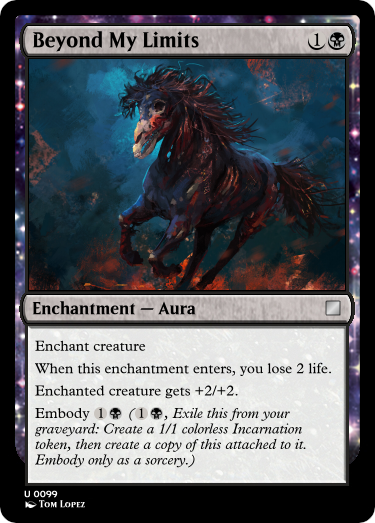 Beyond My Limits 1
Enchantment — Aura
Enchant creature
When this enchantment enters, you lose 2 life.
Enchanted creature gets +2/+2.
Embody 1 ( 1 , Exile this from your
graveyard: Create a 1/1 colorless Incarnation
token, then create a copy of this attached to it.
Embody only as a sorcery.)
U 0099
Tom Lopez